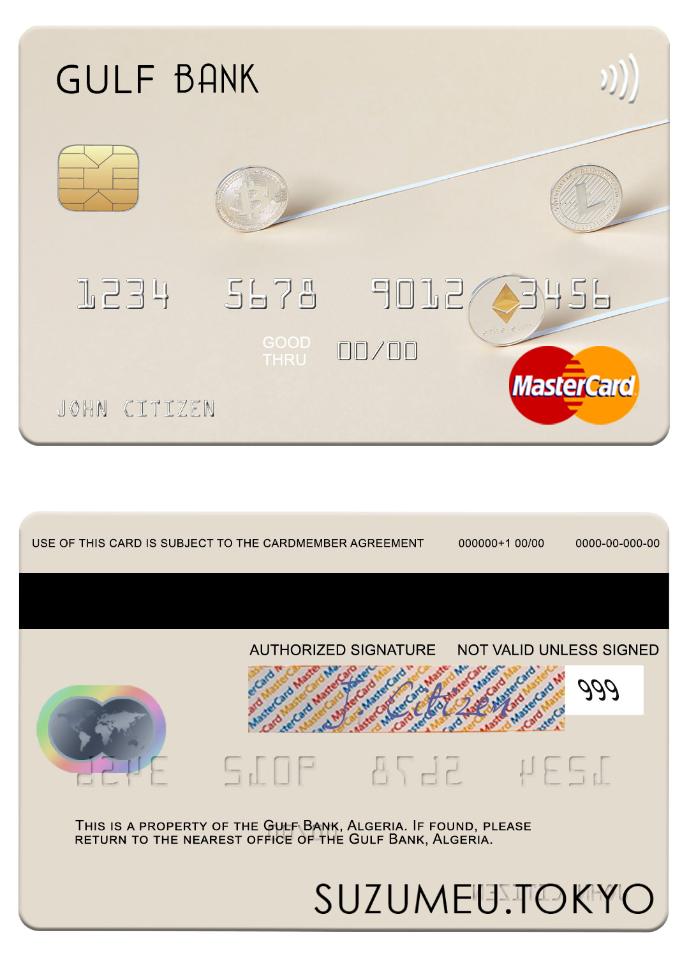 GULF BANK
1234 5678 9012 3456
GOOD
THRU 00/00
JOHN CITIZEN
MasterCard
USE OF THIS CARD IS SUBJECT TO THE CARDMEMBER AGREEMENT 000000+1 00/00 0000-00-000-00
AUTHORIZED SIGNATURE NOT VALID UNLESS SIGNED
J. Citizen 999
THIS IS A PROPERTY OF THE GULF BANK, ALGERIA. IF FOUND, PLEASE
RETURN TO THE NEAREST OFFICE OF THE GULF BANK, ALGERIA.
SUZUMEU.TOKYO